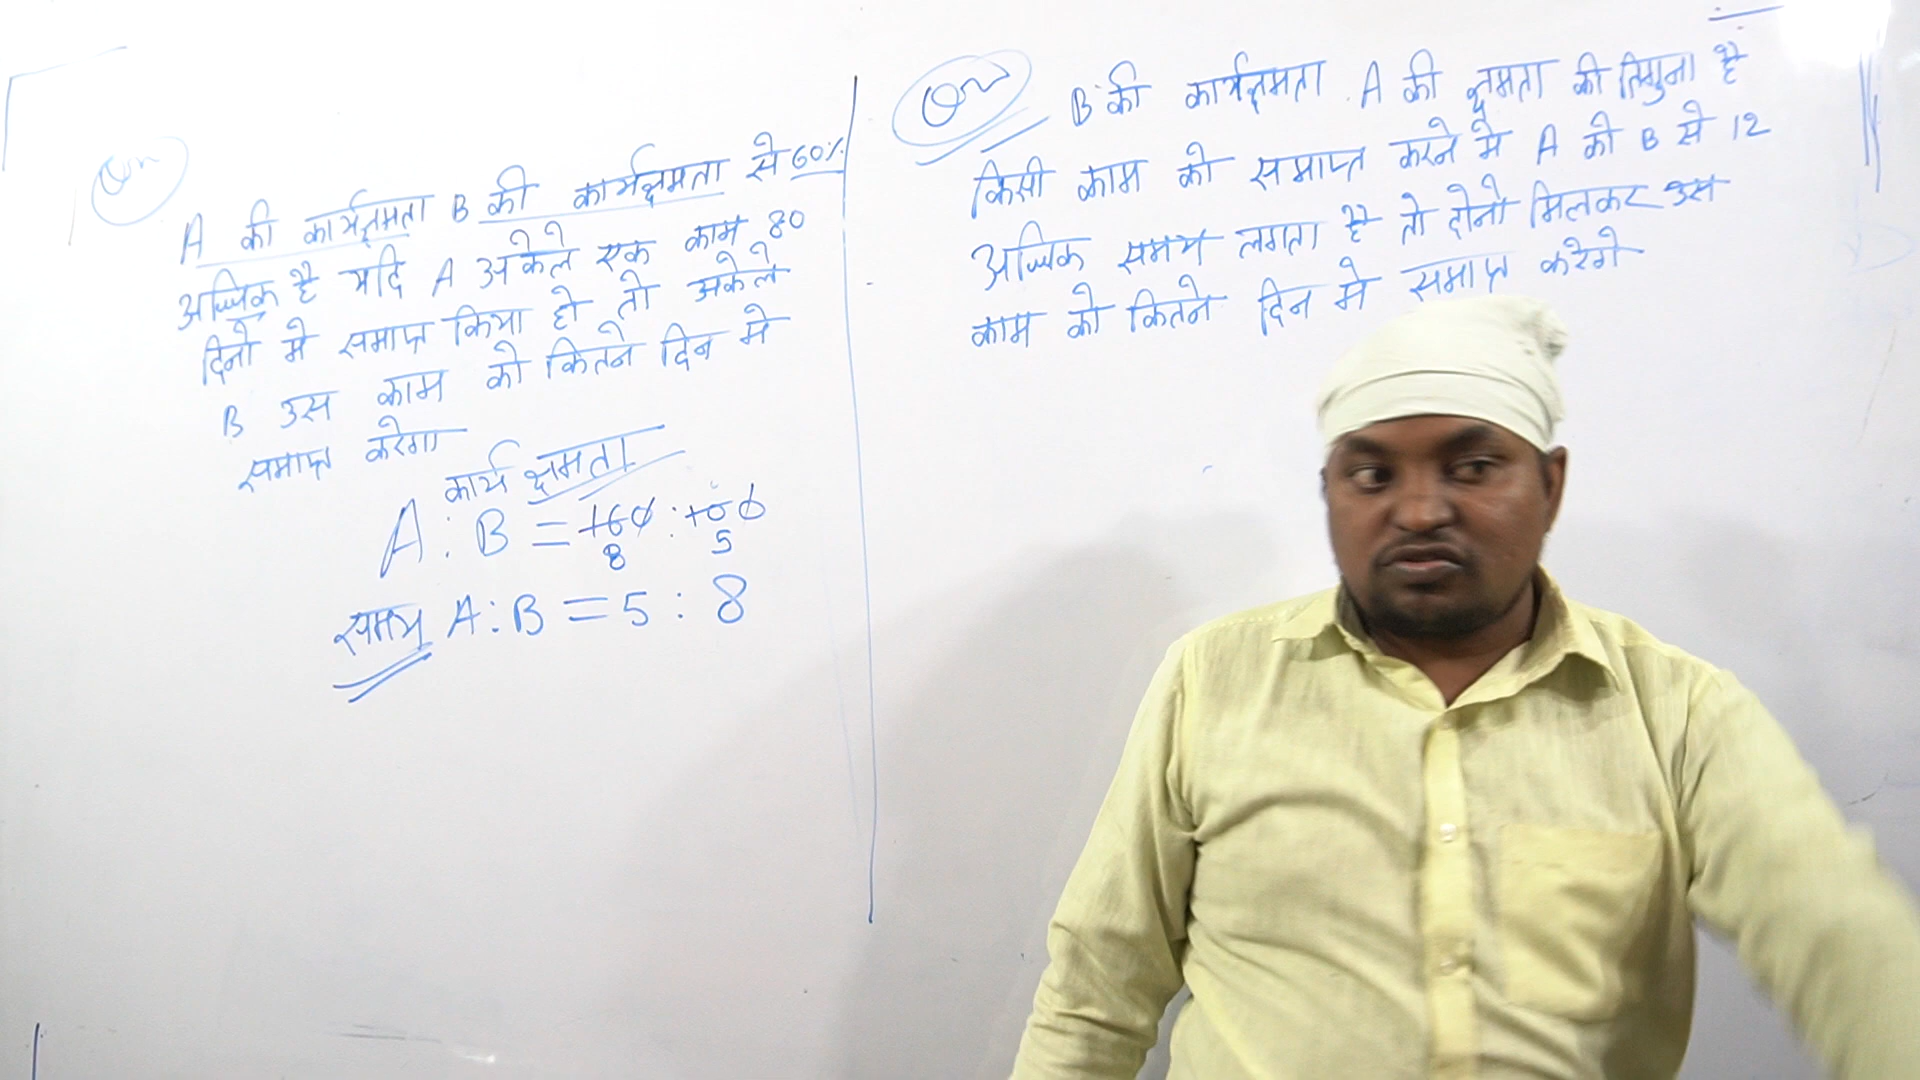 Qn
A की कार्यक्षमता B की कार्यक्षमता से 60%
अधिक है यदि A अकेले एक काम 80
दिनों में समाप्त किया हो तो अकेले
B उस काम को कितने दिन मे
समाप्त करेगा
कार्य क्षमता
A : B = 160 : 100
8 5
समय A : B = 5 : 8
Qn B की कार्यक्षमता A की क्षमता की तिगुना है
किसी काम को समाप्त करने मे A को B से 12
अधिक समय लगता है तो दोनो मिलकर उस
काम को कितने दिन मे समाप्त करेगे